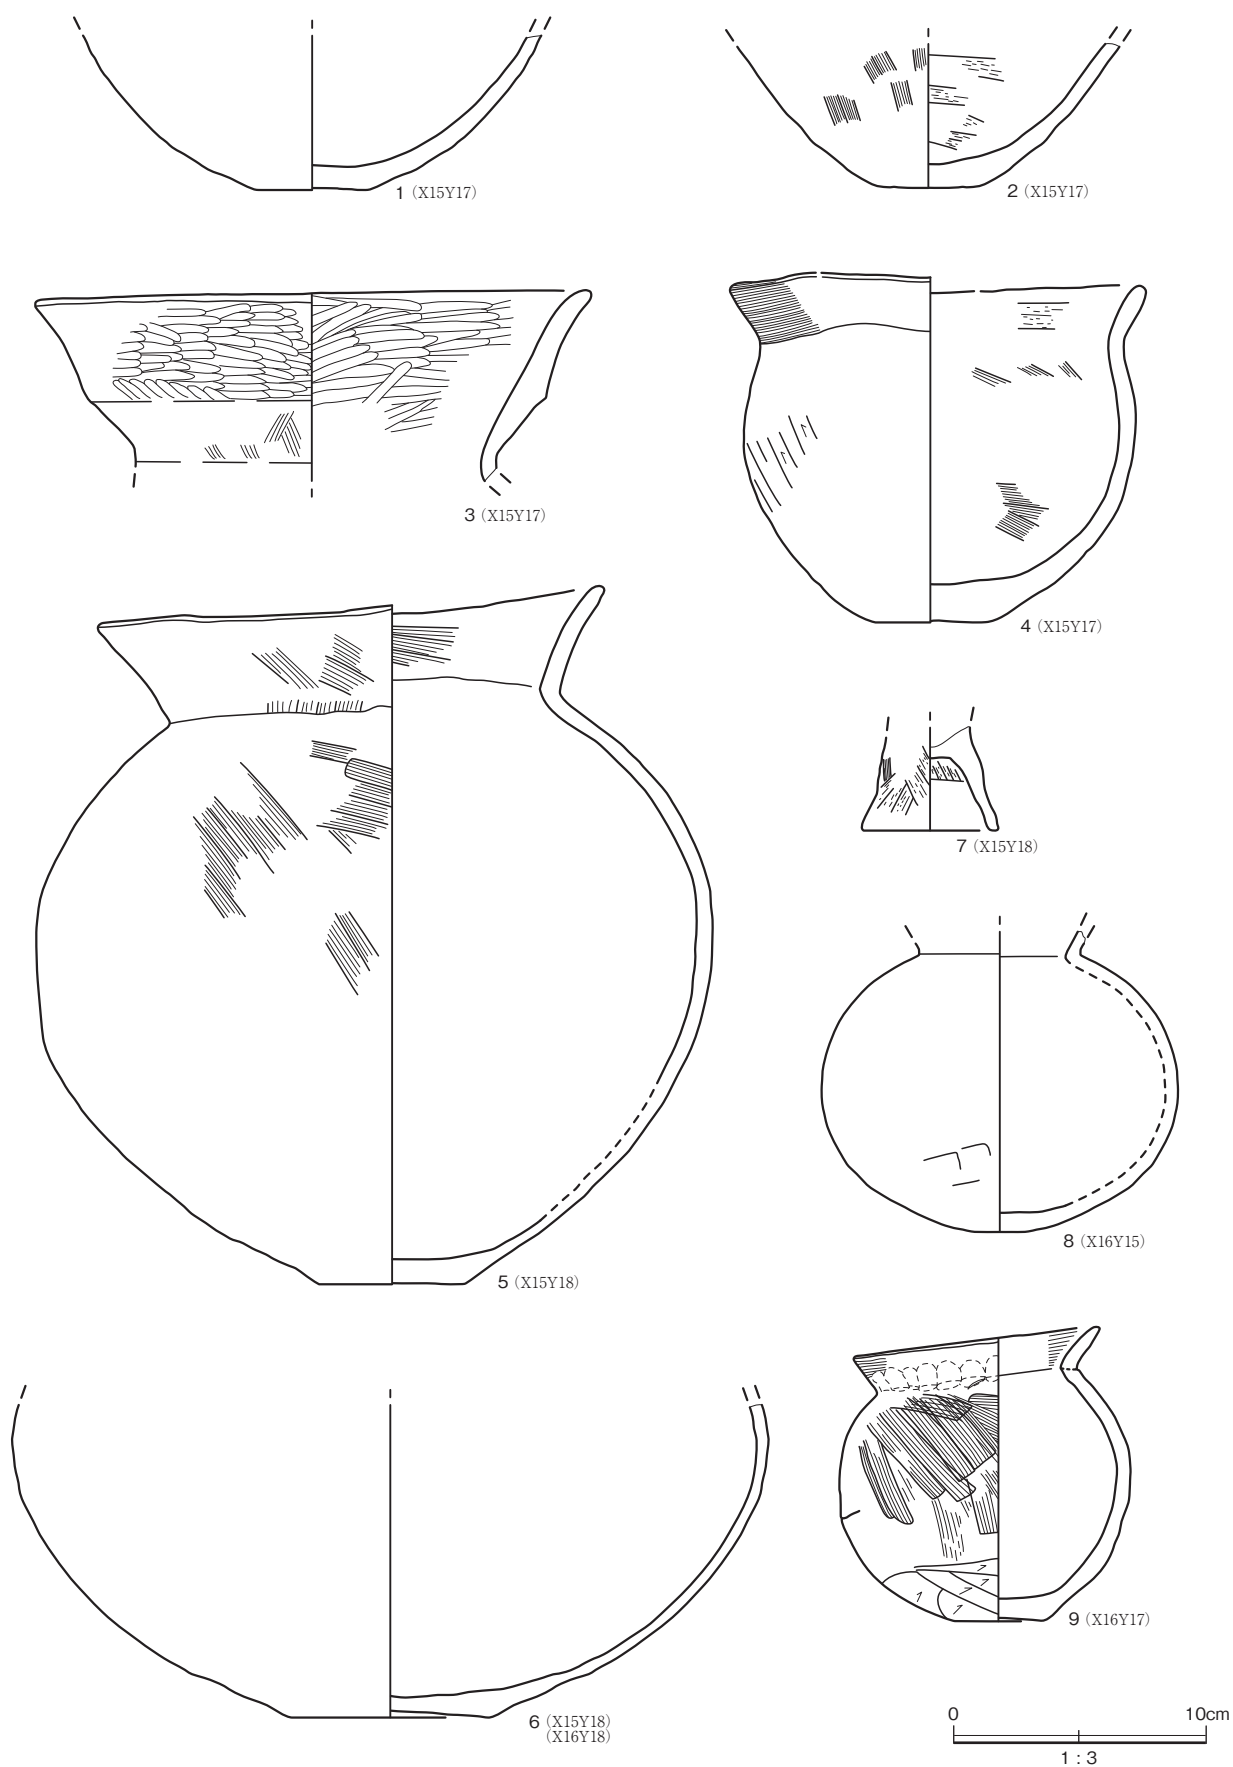 1 (X15Y17)
2 (X15Y17)
3 (X15Y17)
4 (X15Y17)
5 (X15Y18)
7 (X15Y18)
8 (X16Y15)
6 (X15Y18)
(X16Y18)
9 (X16Y17)
0 10cm
1 : 3